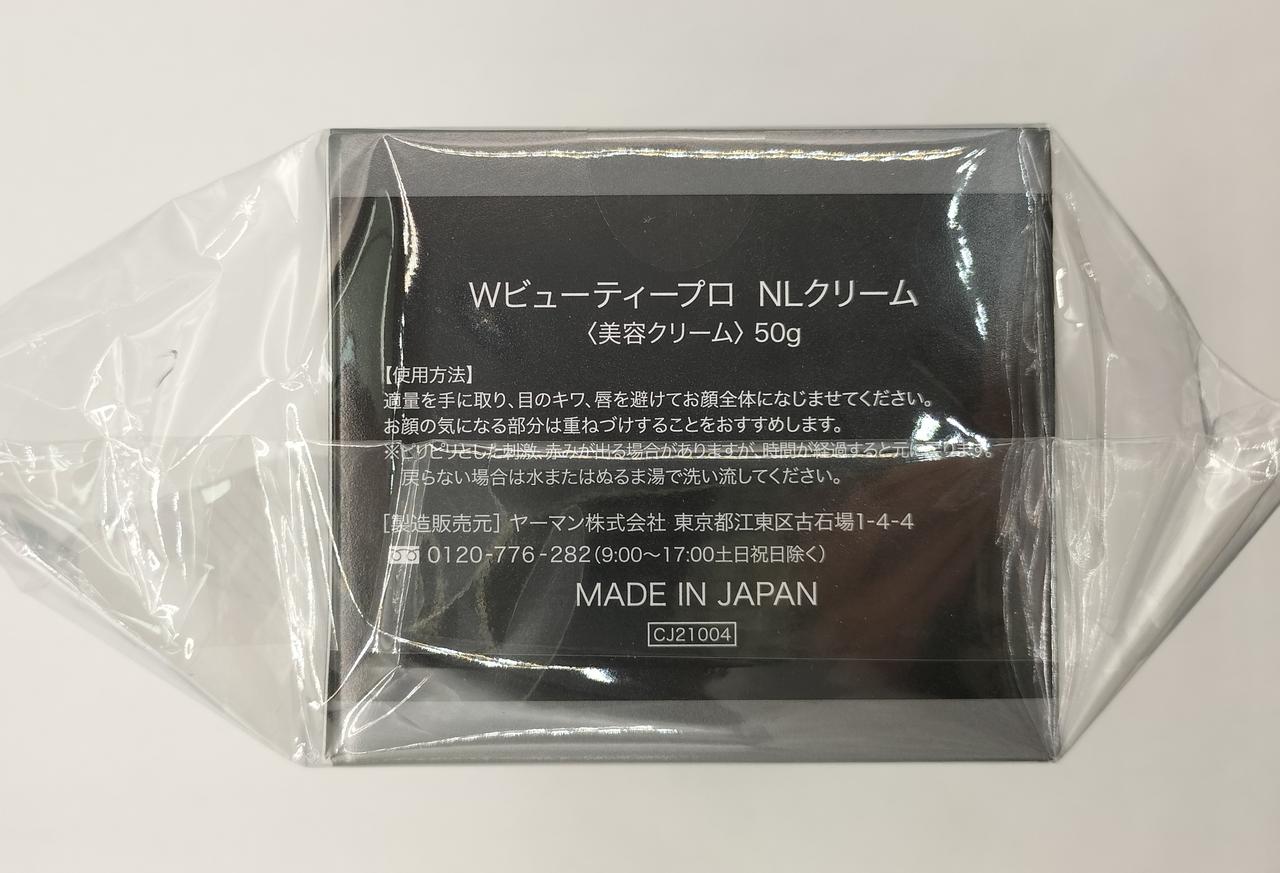 Wビューティープロ NLクリーム
〈美容クリーム〉50g
【使用方法】
適量を手に取り、目のキワ、唇を避けてお顔全体になじませてください。
お顔の気になる部分は重ねづけすることをおすすめします。
※ピリピリとした刺激、赤みが出る場合がありますが、時間が経過すると元に戻ります。
戻らない場合は水またはぬるま湯で洗い流してください。
[製造販売元] ヤーマン株式会社 東京都江東区古石場1-4-4
0120-776-282(9:00〜17:00土日祝日除く)
MADE IN JAPAN
CJ21004